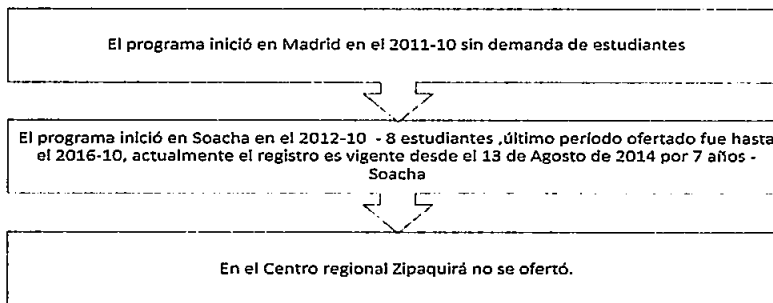 El programa inició en Madrid en el 2011-10 sin demanda de estudiantes
El programa inició en Soacha en el 2012-10 - 8 estudiantes ,último período ofertado fue hasta
el 2016-10, actualmente el registro es vigente desde el 13 de Agosto de 2014 por 7 años -
Soacha
En el Centro regional Zipaquirá no se ofertó.